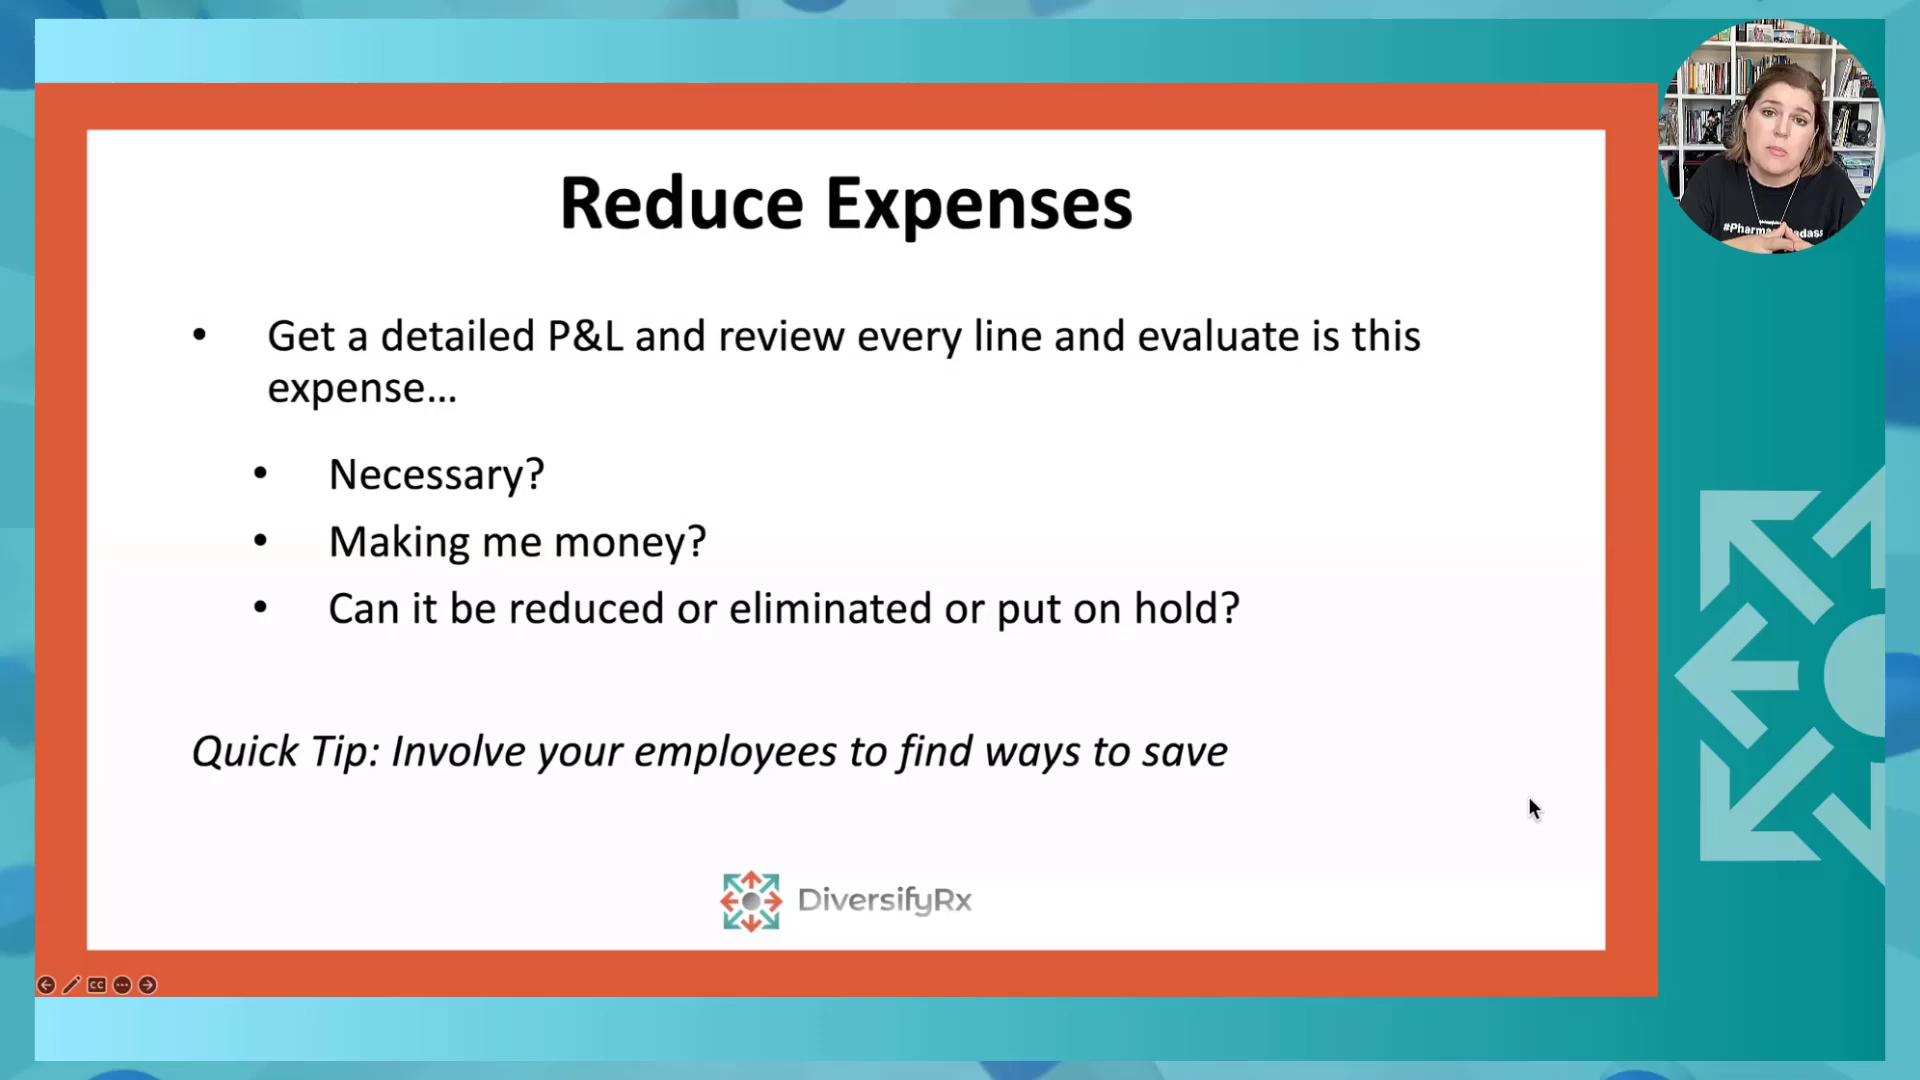 Reduce Expenses
• Get a detailed P&L and review every line and evaluate is this
expense...
• Necessary?
• Making me money?
• Can it be reduced or eliminated or put on hold?
Quick Tip: Involve your employees to find ways to save
DiversifyRx
CC